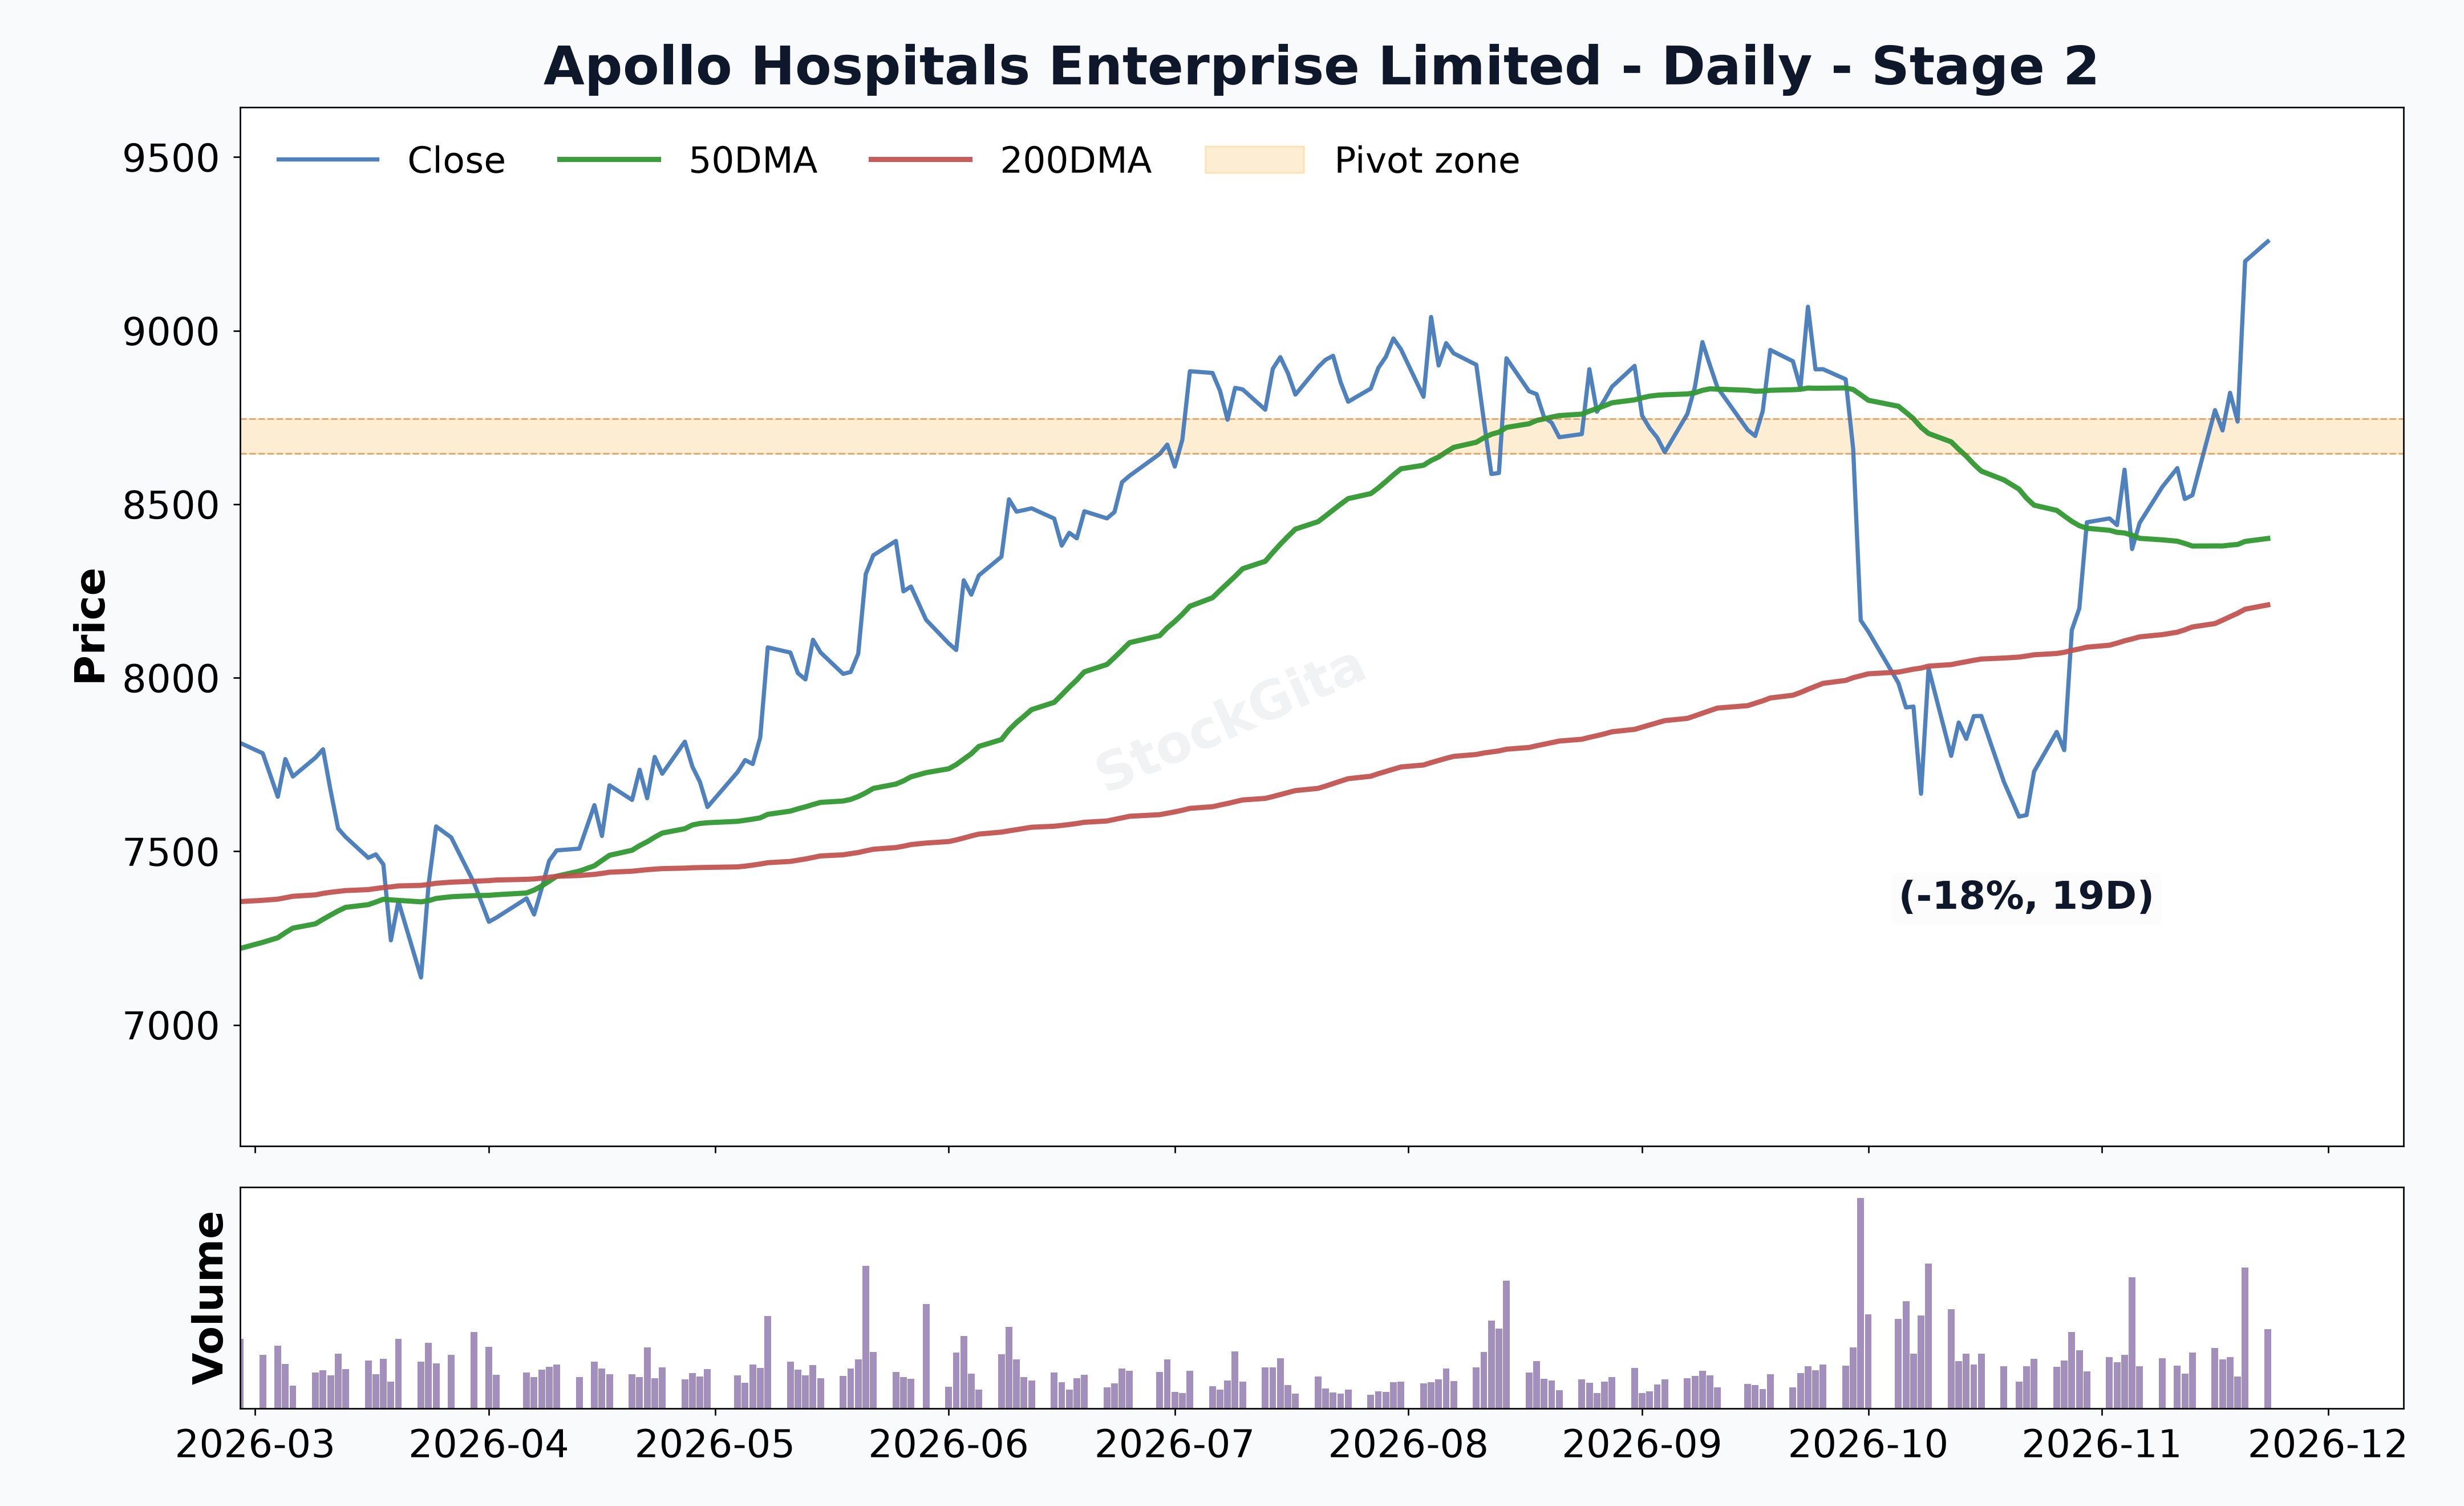 Apollo Hospitals Enterprise Limited - Daily - Stage 2
Close 50DMA 200DMA Pivot zone
9500
9000
8500
8000
7500
7000
Price
StockGita
(-18%, 19D)
Volume
2026-03 2026-04 2026-05 2026-06 2026-07 2026-08 2026-09 2026-10 2026-11 2026-12